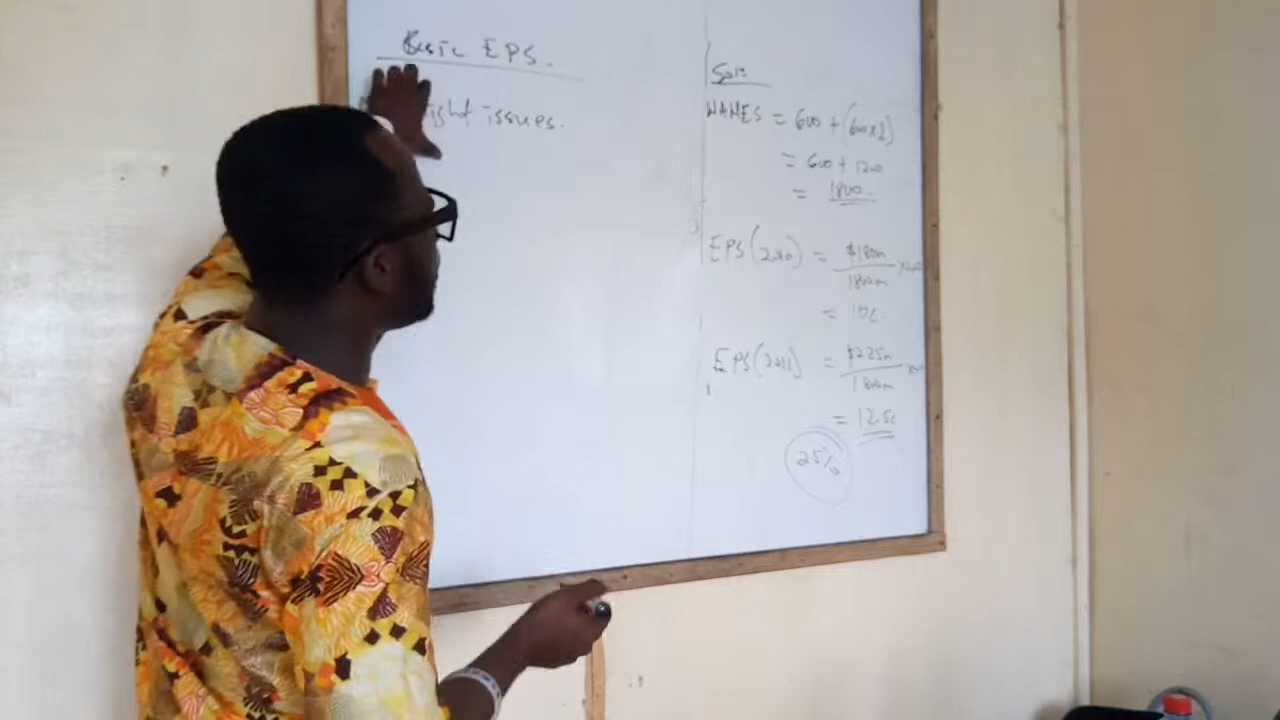 Basic EPS.
Right issues.
Soln
WANES = 600 + (600x2)
= 600 + 1200
= 1800.
EPS (2010) = $180m
1800m
= 10c.
EPS (2011) = $225m
1800m
= 12.5c
25%